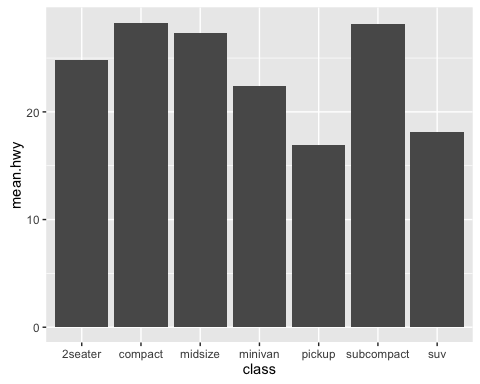 mean.hwy
20
10
0
2seater compact midsize minivan pickup subcompact suv
class